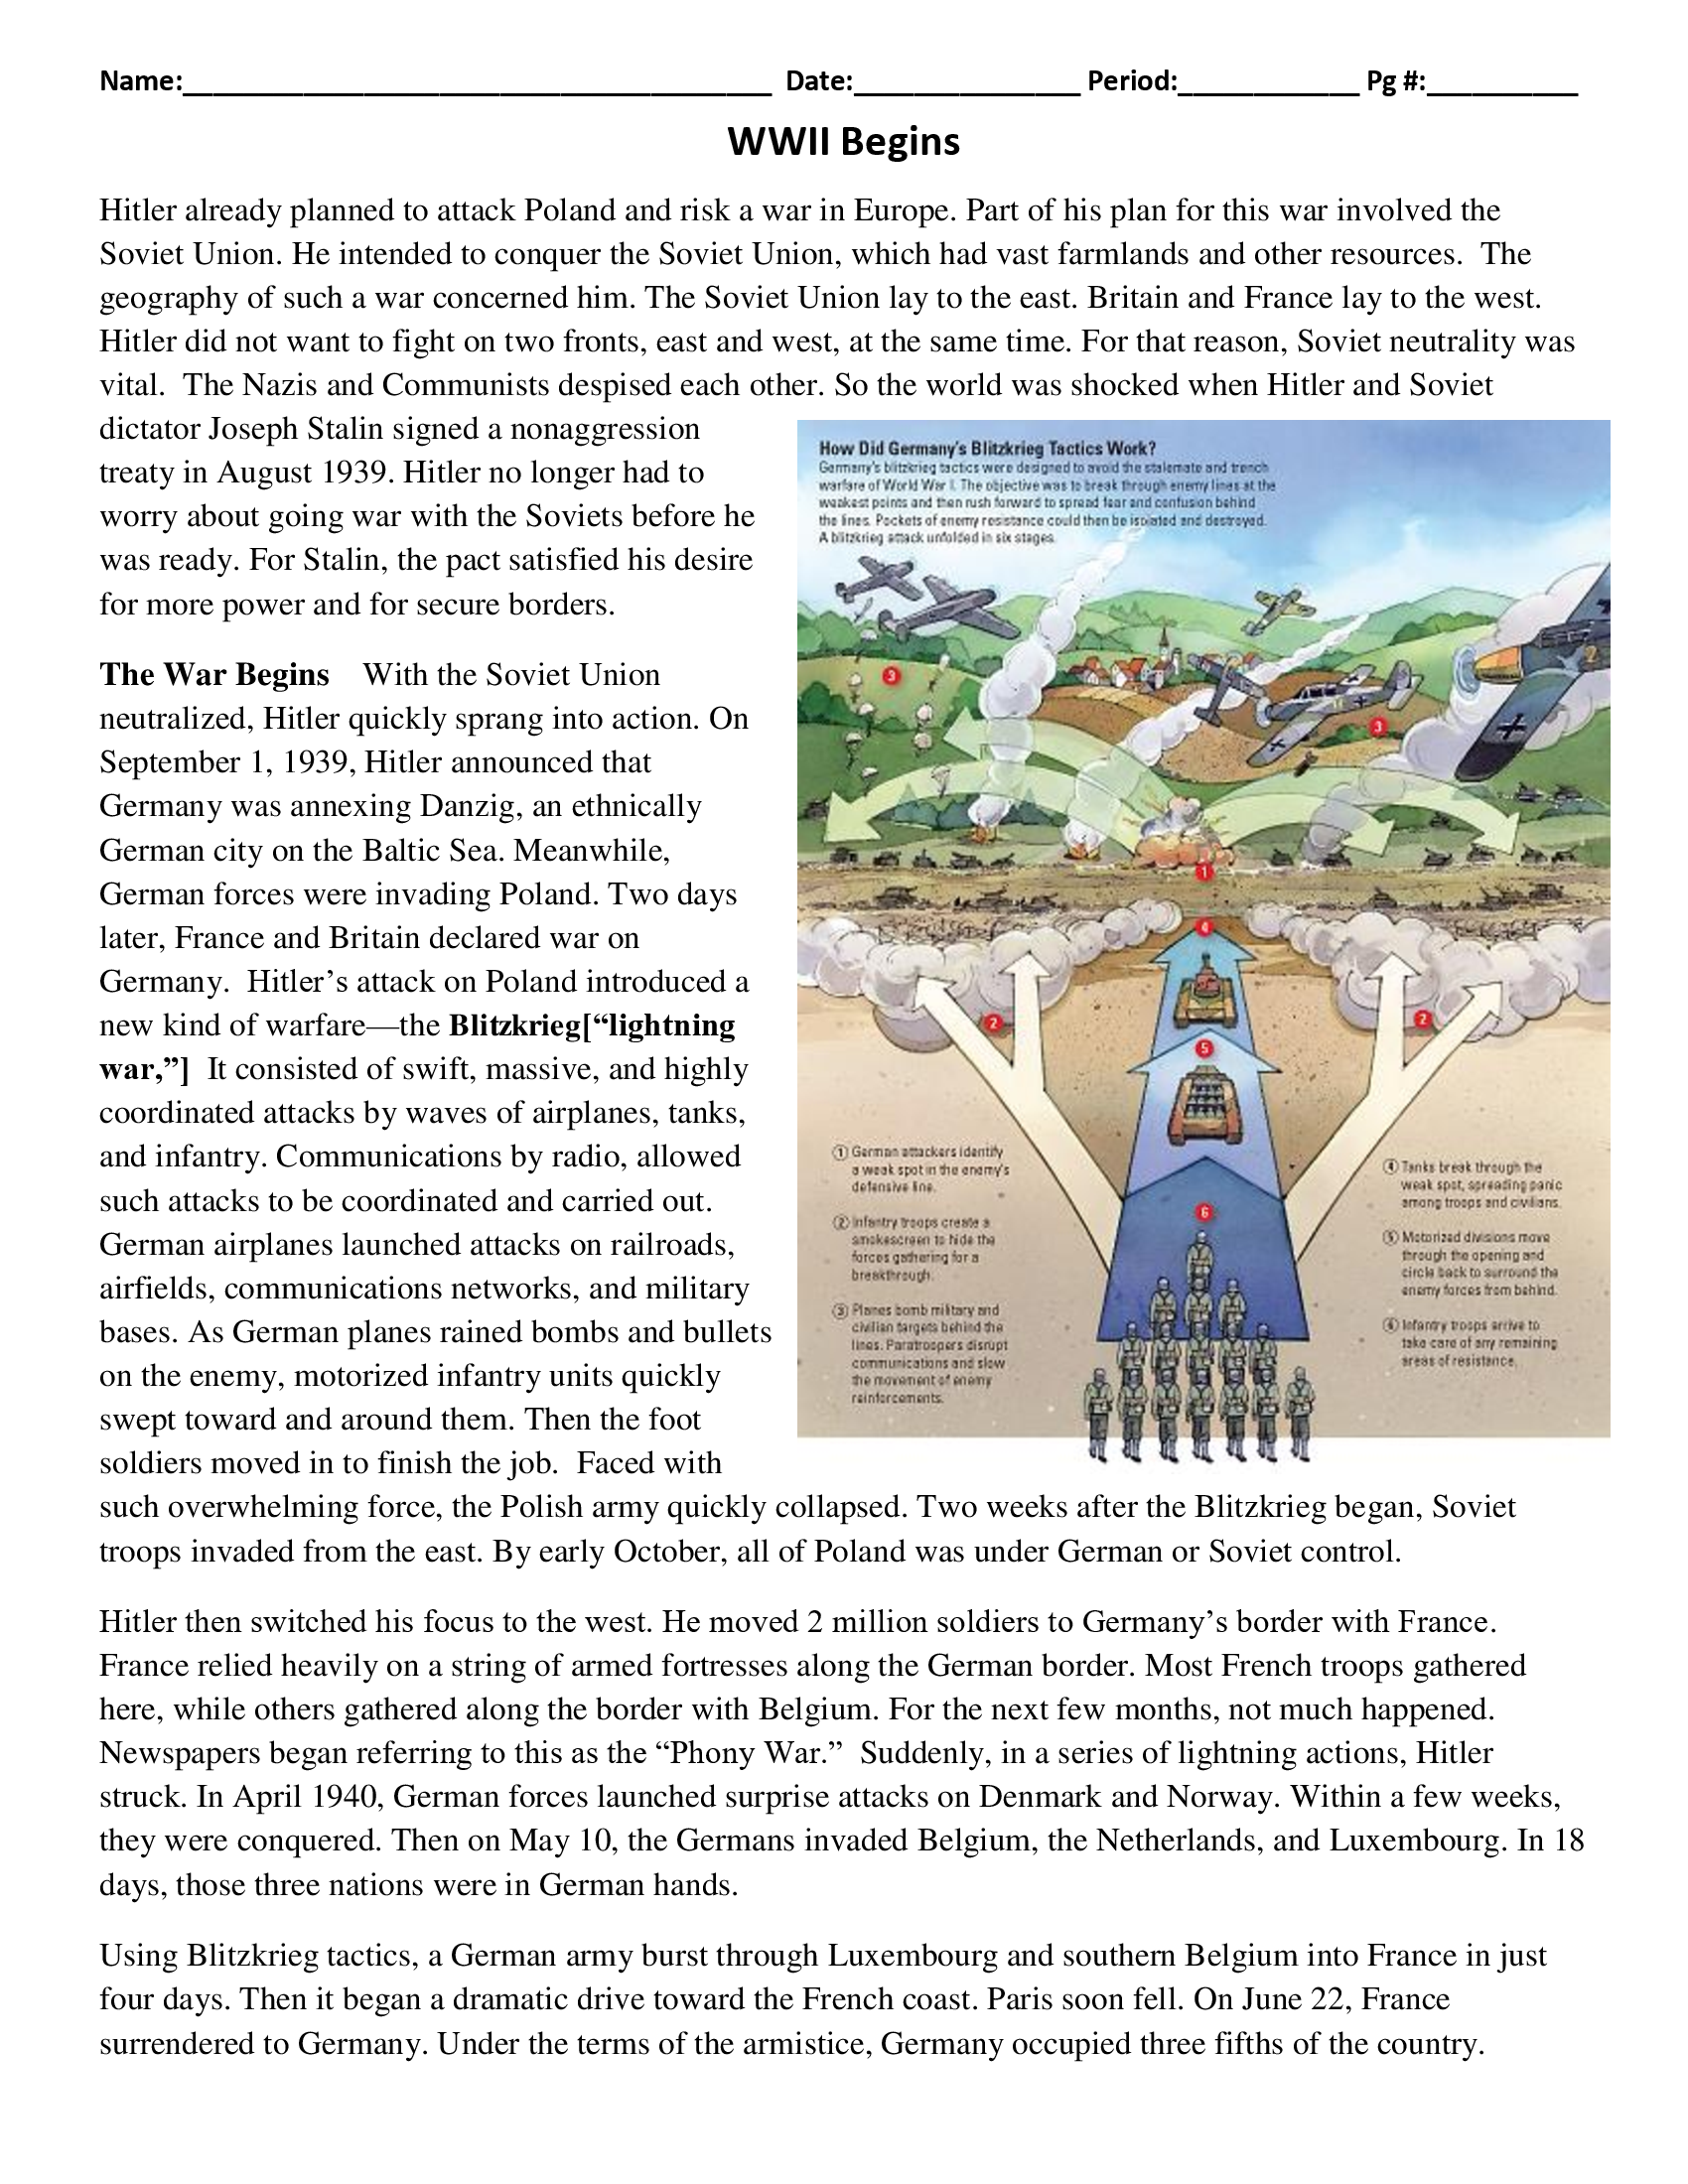 Name:_______________________________________ Date:_______________ Period:____________ Pg #:__________
WWII Begins
Hitler already planned to attack Poland and risk a war in Europe. Part of his plan for this war involved the
Soviet Union. He intended to conquer the Soviet Union, which had vast farmlands and other resources.  The
geography of such a war concerned him. The Soviet Union lay to the east. Britain and France lay to the west.
Hitler did not want to fight on two fronts, east and west, at the same time. For that reason, Soviet neutrality was
vital.  The Nazis and Communists despised each other. So the world was shocked when Hitler and Soviet
dictator Joseph Stalin signed a nonaggression
treaty in August 1939. Hitler no longer had to
worry about going war with the Soviets before he
was ready. For Stalin, the pact satisfied his desire
for more power and for secure borders.
The War Begins    With the Soviet Union
neutralized, Hitler quickly sprang into action. On
September 1, 1939, Hitler announced that
Germany was annexing Danzig, an ethnically
German city on the Baltic Sea. Meanwhile,
German forces were invading Poland. Two days
later, France and Britain declared war on
Germany.  Hitler’s attack on Poland introduced a
new kind of warfare—the Blitzkrieg[“lightning
war,”]  It consisted of swift, massive, and highly
coordinated attacks by waves of airplanes, tanks,
and infantry. Communications by radio, allowed
such attacks to be coordinated and carried out.
German airplanes launched attacks on railroads,
airfields, communications networks, and military
bases. As German planes rained bombs and bullets
on the enemy, motorized infantry units quickly
swept toward and around them. Then the foot
soldiers moved in to finish the job.  Faced with
such overwhelming force, the Polish army quickly collapsed. Two weeks after the Blitzkrieg began, Soviet
troops invaded from the east. By early October, all of Poland was under German or Soviet control.
How Did Germany’s Blitzkrieg Tactics Work?
Germany’s blitzkrieg tactics were designed to avoid the stalemate and trench
warfare of World War I. The objective was to break through enemy lines at the
weakest points and then rush forward to spread fear and confusion behind
the lines. Pockets of enemy resistance could then be isolated and destroyed.
A blitzkrieg attack unfolded in six stages.
3
3
1
4
2
2
5
6
① German attackers identify
a weak spot in the enemy’s
defensive line.
② Infantry troops create a
smokescreen to hide the
forces gathering for a
breakthrough.
③ Planes bomb military and
civilian targets behind the
lines. Paratroopers disrupt
communications and slow
the movement of enemy
reinforcements.
④ Tanks break through the
weak spot, spreading panic
among troops and civilians.
⑤ Motorized divisions move
through the opening and
circle back to surround the
enemy forces from behind.
⑥ Infantry troops arrive to
take care of any remaining
areas of resistance.
Hitler then switched his focus to the west. He moved 2 million soldiers to Germany’s border with France.
France relied heavily on a string of armed fortresses along the German border. Most French troops gathered
here, while others gathered along the border with Belgium. For the next few months, not much happened.
Newspapers began referring to this as the “Phony War.”  Suddenly, in a series of lightning actions, Hitler
struck. In April 1940, German forces launched surprise attacks on Denmark and Norway. Within a few weeks,
they were conquered. Then on May 10, the Germans invaded Belgium, the Netherlands, and Luxembourg. In 18
days, those three nations were in German hands.
Using Blitzkrieg tactics, a German army burst through Luxembourg and southern Belgium into France in just
four days. Then it began a dramatic drive toward the French coast. Paris soon fell. On June 22, France
surrendered to Germany. Under the terms of the armistice, Germany occupied three fifths of the country.